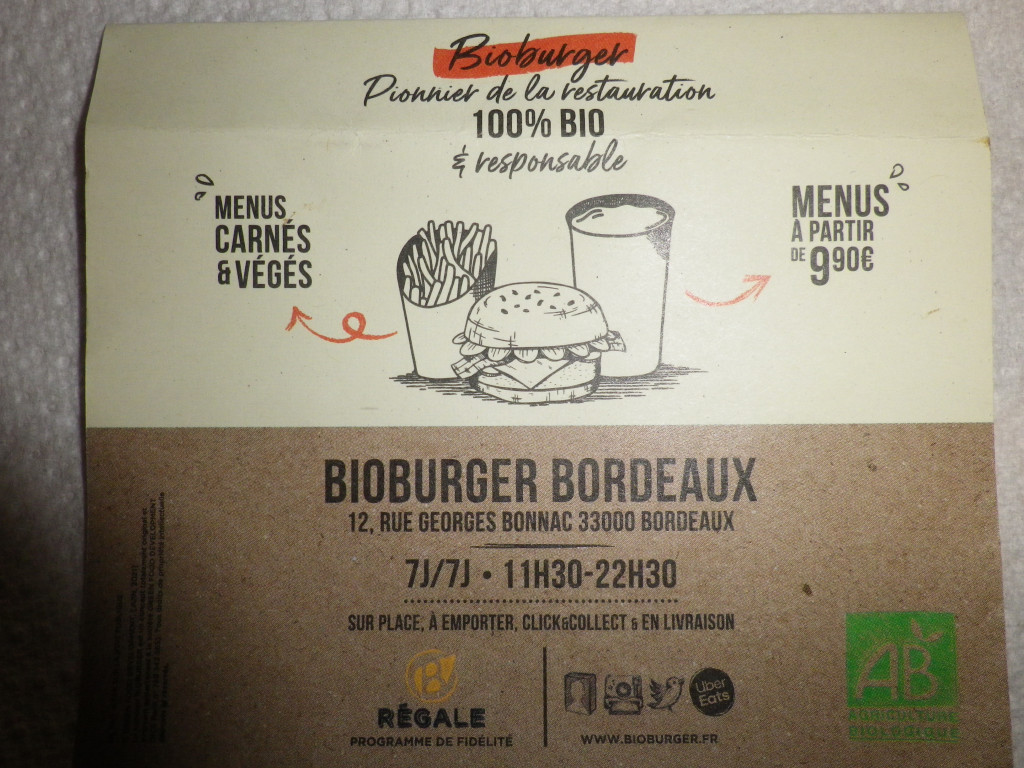 Bioburger
Pionnier de la restauration
100% BIO
& responsable
MENUS
CARNÉS
& VÉGÉS
MENUS
À PARTIR
DE 9,90€
BIOBURGER BORDEAUX
12, RUE GEORGES BONNAC 33000 BORDEAUX
7J/7J • 11H30-22H30
SUR PLACE, À EMPORTER, CLICK&COLLECT & EN LIVRAISON
B
RÉGALE
PROGRAMME DE FIDÉLITÉ
Uber
Eats
WWW.BIOBURGER.FR
AB
AGRICULTURE
BIOLOGIQUE